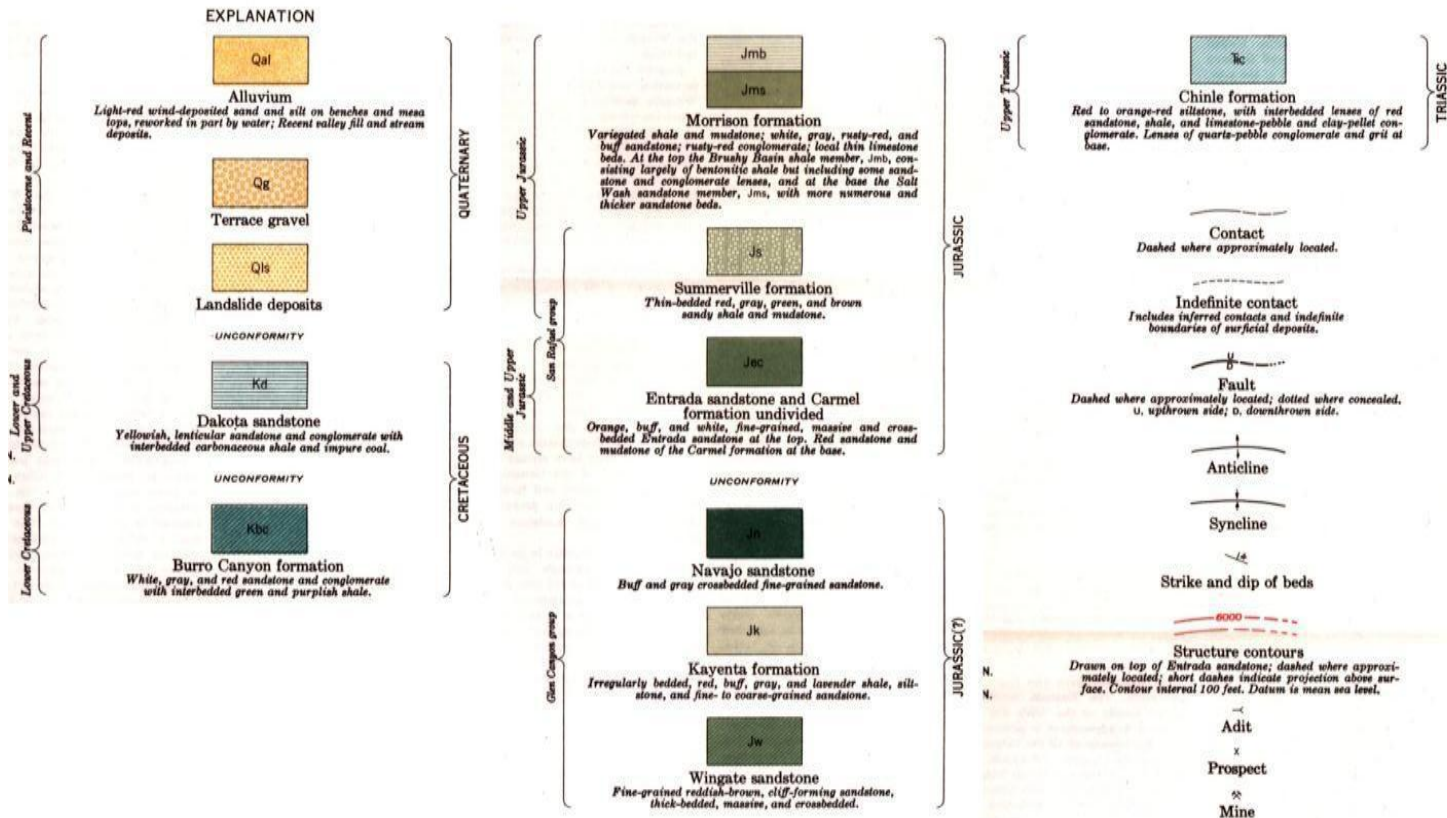 EXPLANATION
Pleistocene and Recent
Qal
Alluvium
Light-red wind-deposited sand and silt on benches and mesa
tops, reworked in part by water; Recent valley fill and stream
deposits.
Qg
Terrace gravel
Qls
Landslide deposits
QUATERNARY
UNCONFORMITY
Lower and
Upper Cretaceous
Kd
Dakota sandstone
Yellowish, lenticular sandstone and conglomerate with
interbedded carbonaceous shale and impure coal.
UNCONFORMITY
Lower Cretaceous
Kbc
Burro Canyon formation
White, gray, and red sandstone and conglomerate
with interbedded green and purplish shale.
CRETACEOUS
Upper Jurassic
Jmb
Jms
Morrison formation
Variegated shale and mudstone; white, gray, rusty-red, and
buff sandstone; rusty-red conglomerate; local thin limestone
beds. At the top the Brushy Basin shale member, Jmb, con-
sisting largely of bentonitic shale but including some sand-
stone and conglomerate lenses, and at the base the Salt
Wash sandstone member, Jms, with more numerous and
thicker sandstone beds.
San Rafael group
Js
Summerville formation
Thin-bedded red, gray, green, and brown
sandy shale and mudstone.
Middle and Upper
Jurassic
Jec
Entrada sandstone and Carmel
formation undivided
Orange, buff, and white, fine-grained, massive and cross-
bedded Entrada sandstone at the top. Red sandstone and
mudstone of the Carmel formation at the base.
JURASSIC
UNCONFORMITY
Glen Canyon group
Jn
Navajo sandstone
Buff and gray crossbedded fine-grained sandstone.
Jk
Kayenta formation
Irregularly bedded, red, buff, gray, and lavender shale, silt-
stone, and fine- to coarse-grained sandstone.
Jw
Wingate sandstone
Fine-grained reddish-brown, cliff-forming sandstone,
thick-bedded, massive, and crossbedded.
JURASSIC(?)
Upper Triassic
Ꞓc
Chinle formation
Red to orange-red siltstone, with interbedded lenses of red
sandstone, shale, and limestone-pebble and clay-pellet con-
glomerate. Lenses of quartz-pebble conglomerate and grit at
base.
TRIASSIC
Contact
Dashed where approximately located.
Indefinite contact
Includes inferred contacts and indefinite
boundaries of surficial deposits.
U
D
Fault
Dashed where approximately located; dotted where concealed.
U, upthrown side; D, downthrown side.
Anticline
Syncline
14
Strike and dip of beds
6000
Structure contours
Drawn on top of Entrada sandstone; dashed where approxi-
mately located; short dashes indicate projection above sur-
face. Contour interval 100 feet. Datum is mean sea level.
N.
N.
Adit
X
Prospect
Mine